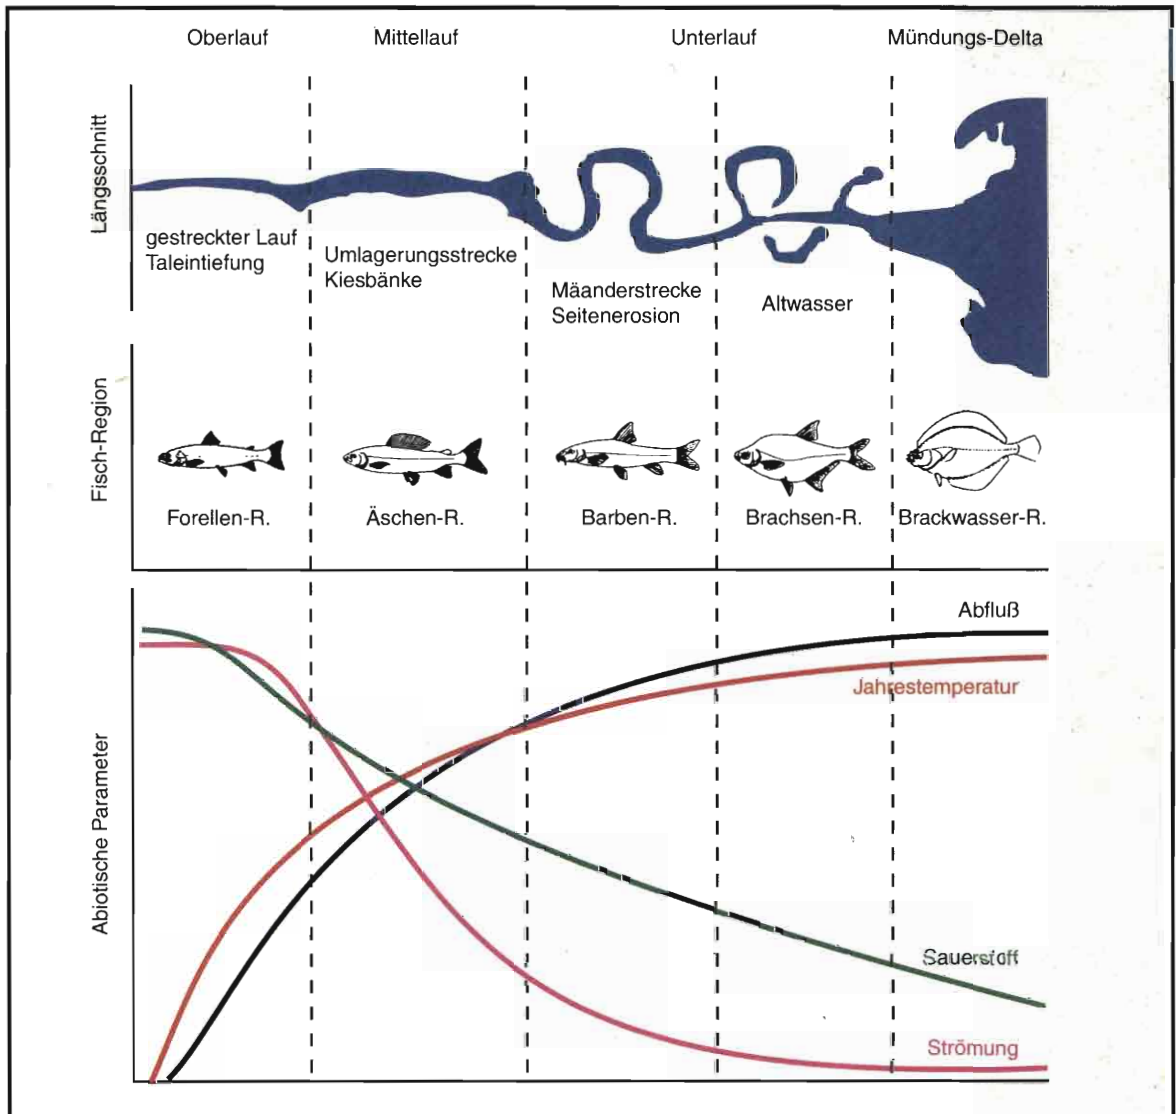 Oberlauf
Mittellauf
Unterlauf
Mündungs-Delta
Längsschnitt
gestreckter Lauf
Taleintiefung
Umlagerungsstrecke
Kiesbänke
Mäanderstrecke
Seitenerosion
Altwasser
Fisch-Region
Forellen-R.
Äschen-R.
Barben-R.
Brachsen-R.
Brackwasser-R.
Abiotische Parameter
Abfluß
Jahrestemperatur
Sauerstoff
Strömung